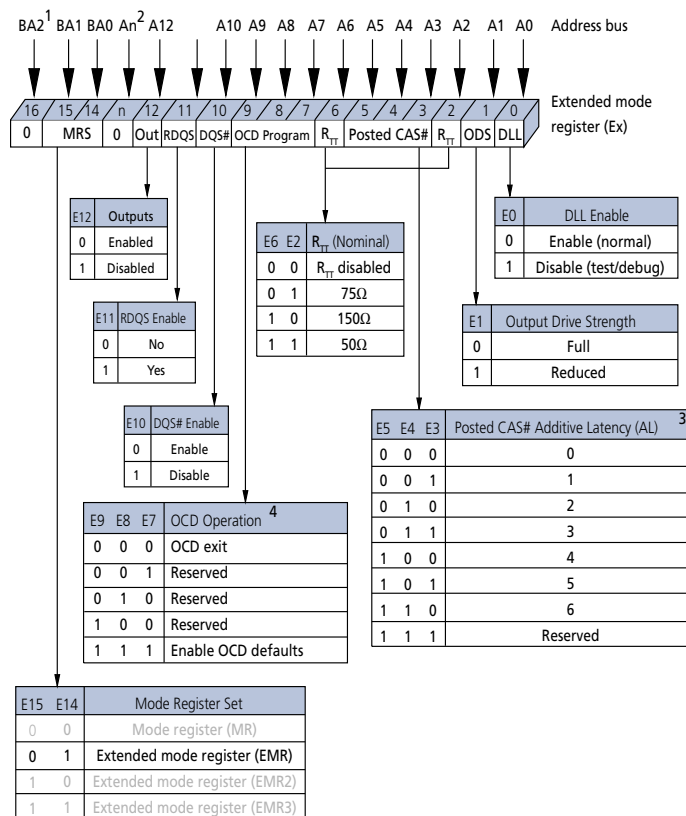 BA2 1 BA1 BA0 An 2 A12 A10 A9 A8 A7 A6 A5 A4 A3 A2 A1 A0 Address bus
16 15 14 n 12 11 10 9 8 7 6 5 4 3 2 1 0
Extended mode
register (Ex)
0 MRS 0 Out RDQS DQS# OCD Program RTT Posted CAS# RTT ODS DLL
E12 Outputs
0 Enabled
1 Disabled
E11 RDQS Enable
0 No
1 Yes
E10 DQS# Enable
0 Enable
1 Disable
E6 E2 RTT (Nominal)
0 0 RTT disabled
0 1 75Ω
1 0 150Ω
1 1 50Ω
E0 DLL Enable
0 Enable (normal)
1 Disable (test/debug)
E1 Output Drive Strength
0 Full
1 Reduced
E5 E4 E3 Posted CAS# Additive Latency (AL) 3
0 0 0 0
0 0 1 1
0 1 0 2
0 1 1 3
1 0 0 4
1 0 1 5
1 1 0 6
1 1 1 Reserved
E9 E8 E7 OCD Operation 4
0 0 0 OCD exit
0 0 1 Reserved
0 1 0 Reserved
1 0 0 Reserved
1 1 1 Enable OCD defaults
E15 E14 Mode Register Set
0 0 Mode register (MR)
0 1 Extended mode register (EMR)
1 0 Extended mode register (EMR2)
1 1 Extended mode register (EMR3)